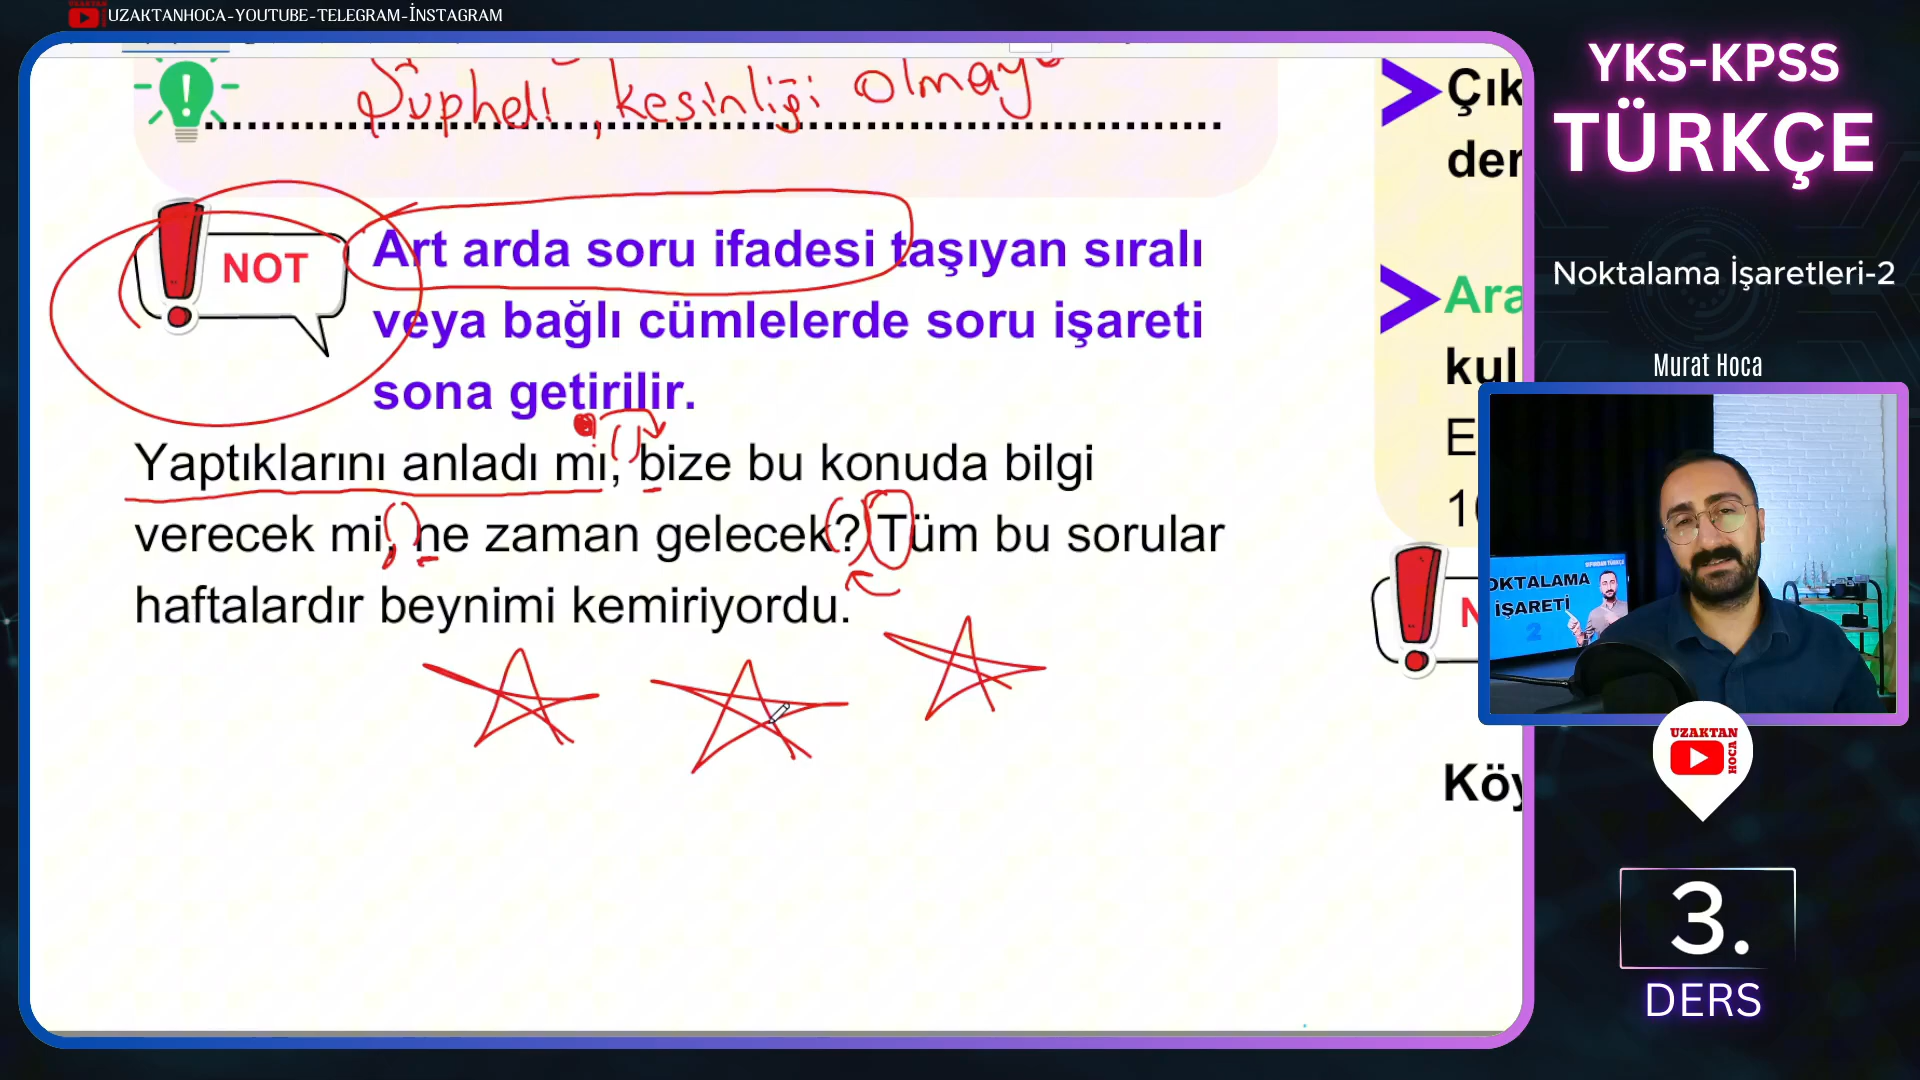 UZAKTANHOCA-YOUTUBE-TELEGRAM-İNSTAGRAM
Şüpheli, kesinliği
NOT
Art arda soru ifadesi taşıyan sıralı
veya bağlı cümlelerde soru işareti
sona getirilir.
Yaptıklarını anladı mı, bize bu konuda bilgi
verecek mi, ne zaman gelecek? Tüm bu sorular
haftalardır beynimi kemiriyordu.
Çık
der
Ara
kul
E
N
Köy
YKS-KPSS
TÜRKÇE
Noktalama İşaretleri-2
Murat Hoca
OKTALAMA
İŞARETİ
2
UZAKTAN
HOCA
3.
DERS